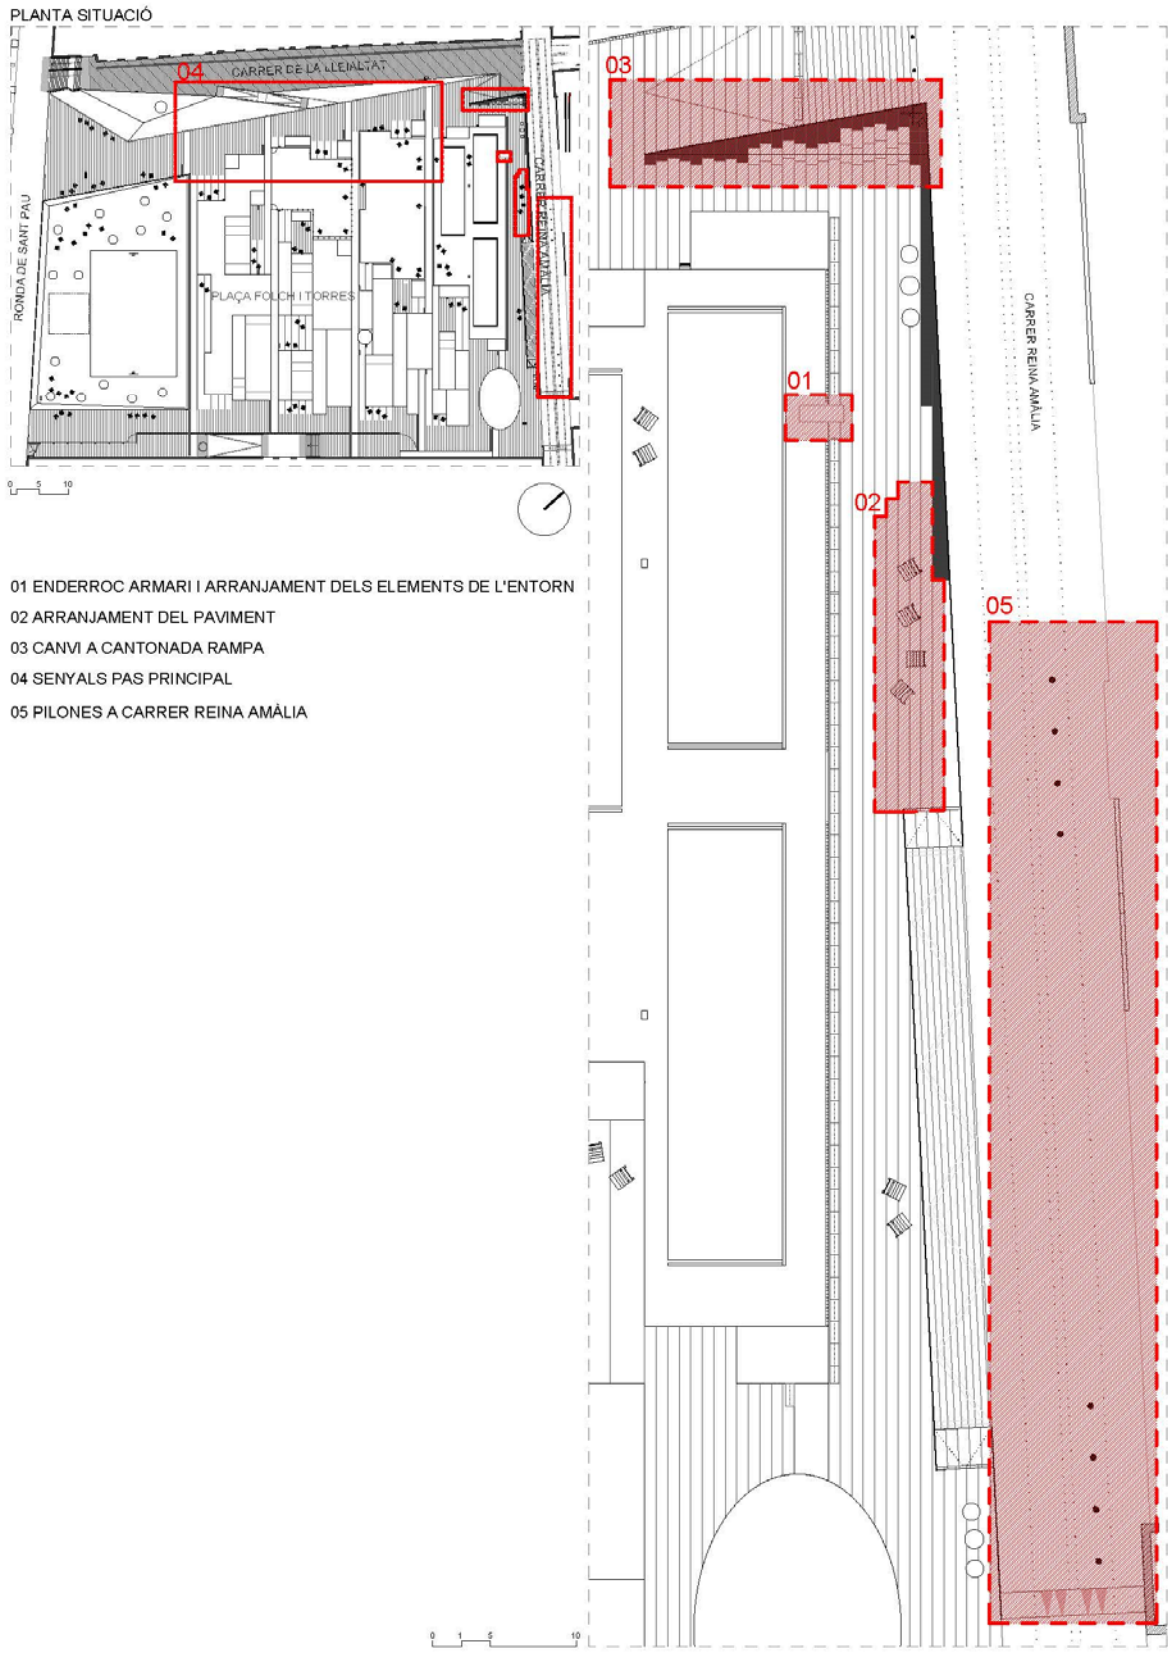 PLANTA SITUACIÓ
04
CARRER DE LA LLEIALTAT
CARRER REINA AMÀLIA
RONDA DE SANT PAU
PLAÇA FOLCH I TORRES
0 5 10
01 ENDERROC ARMARI I ARRANJAMENT DELS ELEMENTS DE L'ENTORN
02 ARRANJAMENT DEL PAVIMENT
03 CANVI A CANTONADA RAMPA
04 SENYALS PAS PRINCIPAL
05 PILONES A CARRER REINA AMÀLIA
03
CARRER REINA AMÀLIA
01
02
05
0 1 5 10